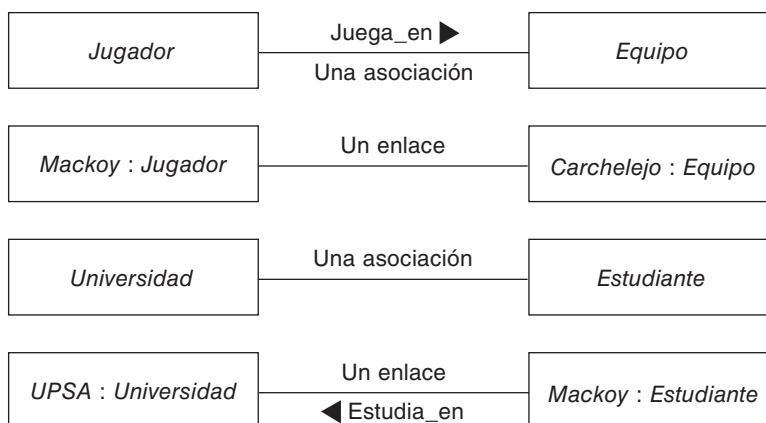 Jugador
Juega_en ▶
Una asociación
Equipo
Mackoy : Jugador
Un enlace
Carchelejo : Equipo
Universidad
Una asociación
Estudiante
UPSA : Universidad
Un enlace
◀ Estudia_en
Mackoy : Estudiante